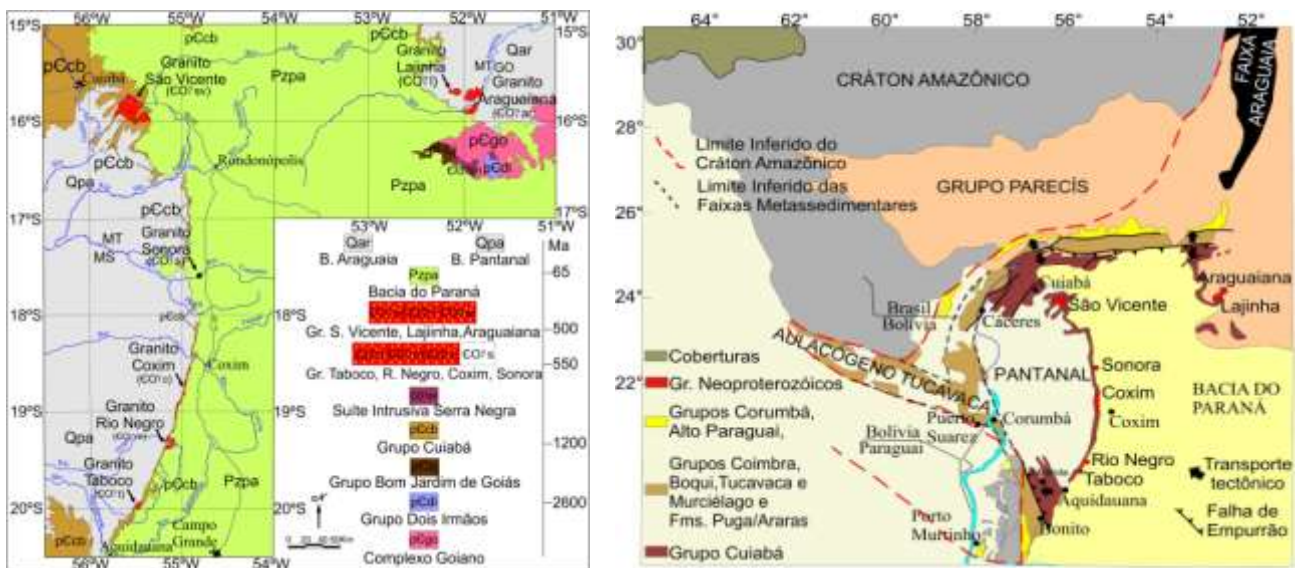 56°W 55°W 54°W 53°W 52°W 51°W
15°S
pCcb
pCcb
Cuiabá
Granito
São Vicente
Pzpa
Granito
Lajinha
Qar
MT
GO
Granito
Araguaiana
16°S
16°S
pCcb
Rondonópolis
pCgo
pCdi
Qpa
Pzpa
17°S
17°S
pCcb
53°W 52°W 51°W
Granito
Sonora
MT
MS
Qar
Qpa
Ma
B. Araguaia
B. Pantanal
65
Pzpa
Bacia do Paraná
18°S
Gr. S. Vicente, Lajinha,Araguaiana
500
550
Gr. Taboco, R. Negro, Coxim, Sonora
Granito
Coxim
Coxim
Suíte Intrusiva Serra Negra
19°S
pCcb
Granito
Rio Negro
Grupo Cuiabá
1200
Qpa
Grupo Bom Jardim de Goiás
Granito
Taboco
pCcb
Pzpa
pCdi
2600
20°S
Grupo Dois Irmãos
Campo
Grande
pCgo
pCcb
Aquidauana
Complexo Goiano
56°W 55°W 54°W
64° 62° 60° 58° 56° 54° 52°
30°
CRÁTON AMAZÔNICO
FAIXA
ARAGUAIA
28°
Limite Inferido do
Cráton Amazônico
Limite Inferido das
Faixas Metassedimentares
GRUPO PARECÍS
26°
Cuiabá
Araguaiana
24°
Brasil
Bolívia
Cáceres
São Vicente
Lajinha
AULACÓGENO TUCAVACA
Coberturas
PANTANAL
Sonora
22°
Gr. Neoproterozóicos
Coxim
BACIA DO
PARANÁ
Grupos Corumbá,
Alto Paraguai,
Puerto
Suarez
Corumbá
Coxim
Bolívia
Paraguai
Grupos Coimbra,
Boqui,Tucavaca e
Murciélago e
Fms. Puga/Araras
Rio Negro
Taboco
Transporte
tectônico
Aquidauana
Porto
Murtinho
Bonito
Falha de
Empurrão
Grupo Cuiabá